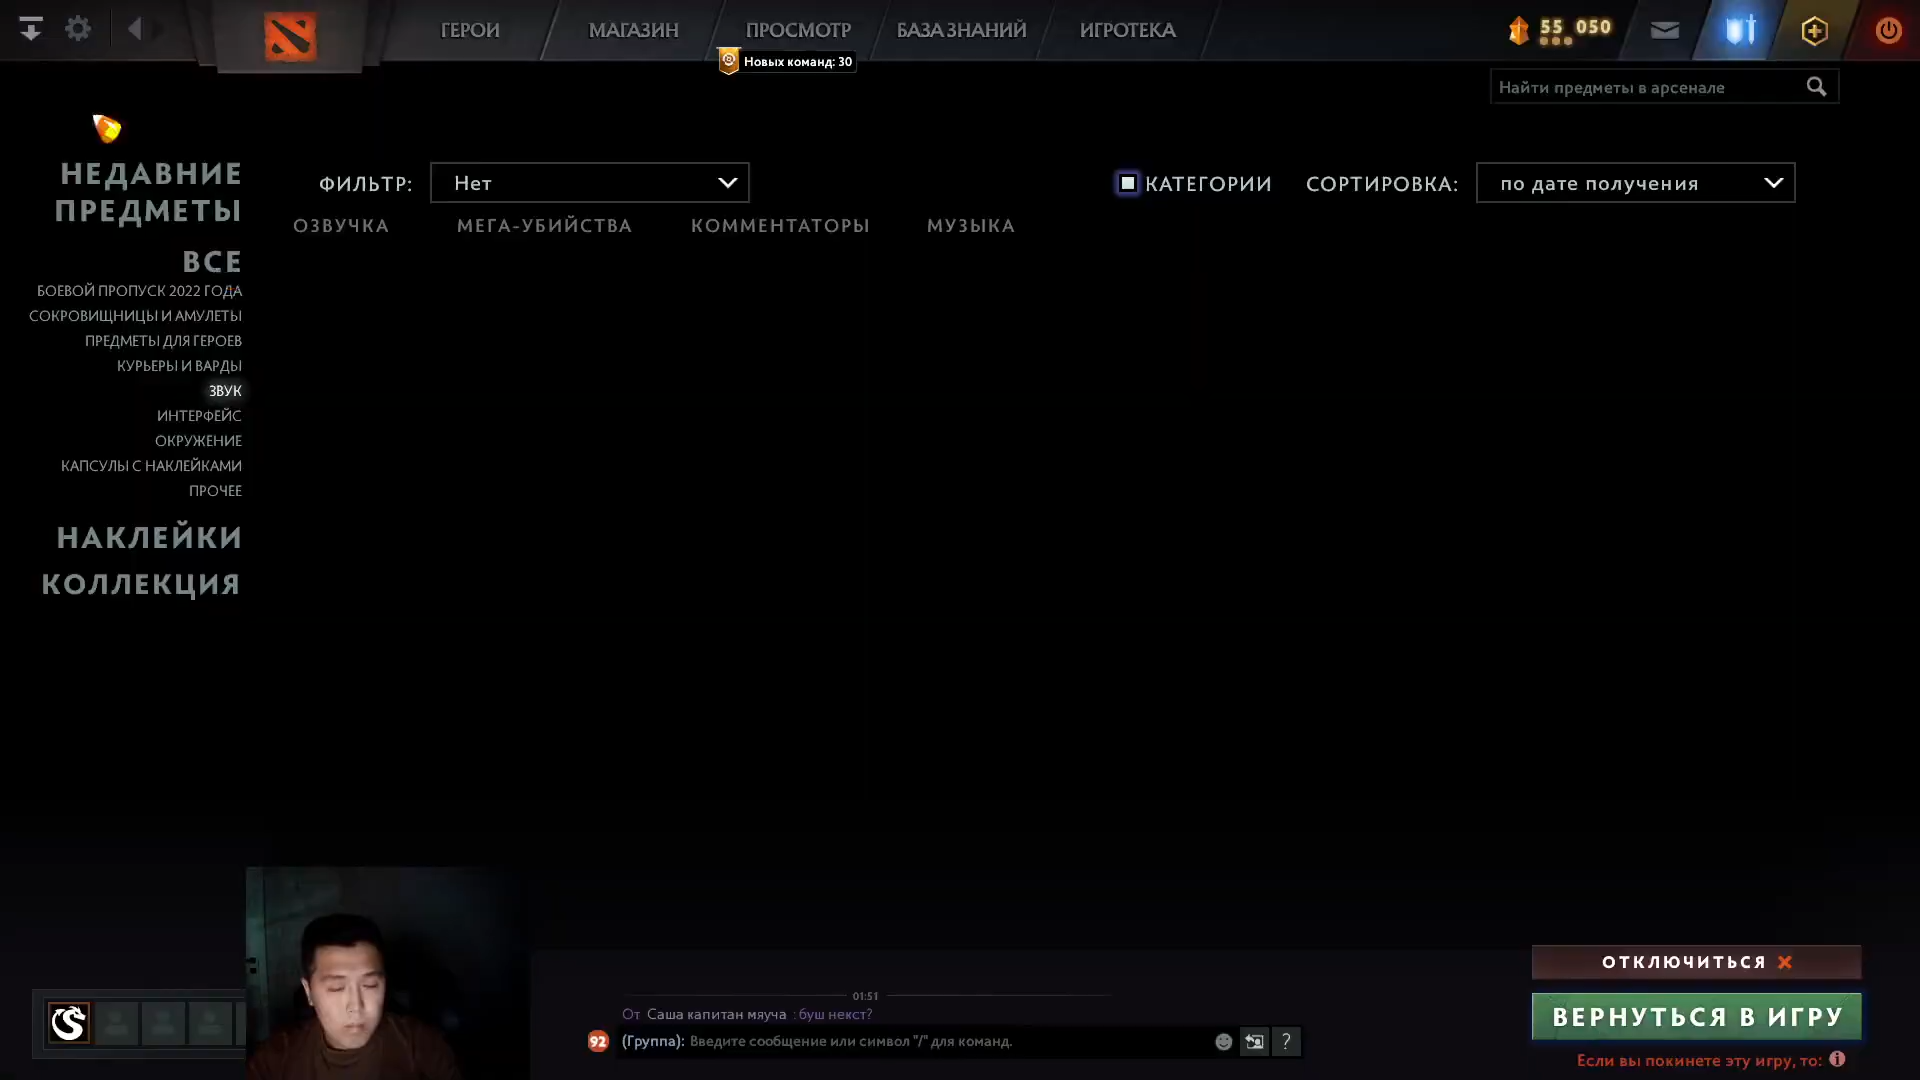 ГЕРОИ
МАГАЗИН
ПРОСМОТР
БАЗА ЗНАНИЙ
ИГРОТЕКА
55 050
Новых команд: 30
Найти предметы в арсенале
НЕДАВНИЕ
ПРЕДМЕТЫ
ФИЛЬТР:
Нет
КАТЕГОРИИ
СОРТИРОВКА:
по дате получения
ОЗВУЧКА
МЕГА-УБИЙСТВА
КОММЕНТАТОРЫ
МУЗЫКА
ВСЕ
БОЕВОЙ ПРОПУСК 2022 ГОДА
СОКРОВИЩНИЦЫ И АМУЛЕТЫ
ПРЕДМЕТЫ ДЛЯ ГЕРОЕВ
КУРЬЕРЫ И ВАРДЫ
ЗВУК
ИНТЕРФЕЙС
ОКРУЖЕНИЕ
КАПСУЛЫ С НАКЛЕЙКАМИ
ПРОЧЕЕ
НАКЛЕЙКИ
КОЛЛЕКЦИЯ
01:51
От Саша капитан мяуча : буш некст?
92 (Группа): Введите сообщение или символ "/" для команд.
?
ОТКЛЮЧИТЬСЯ
ВЕРНУТЬСЯ В ИГРУ
Если вы покинете эту игру, то: